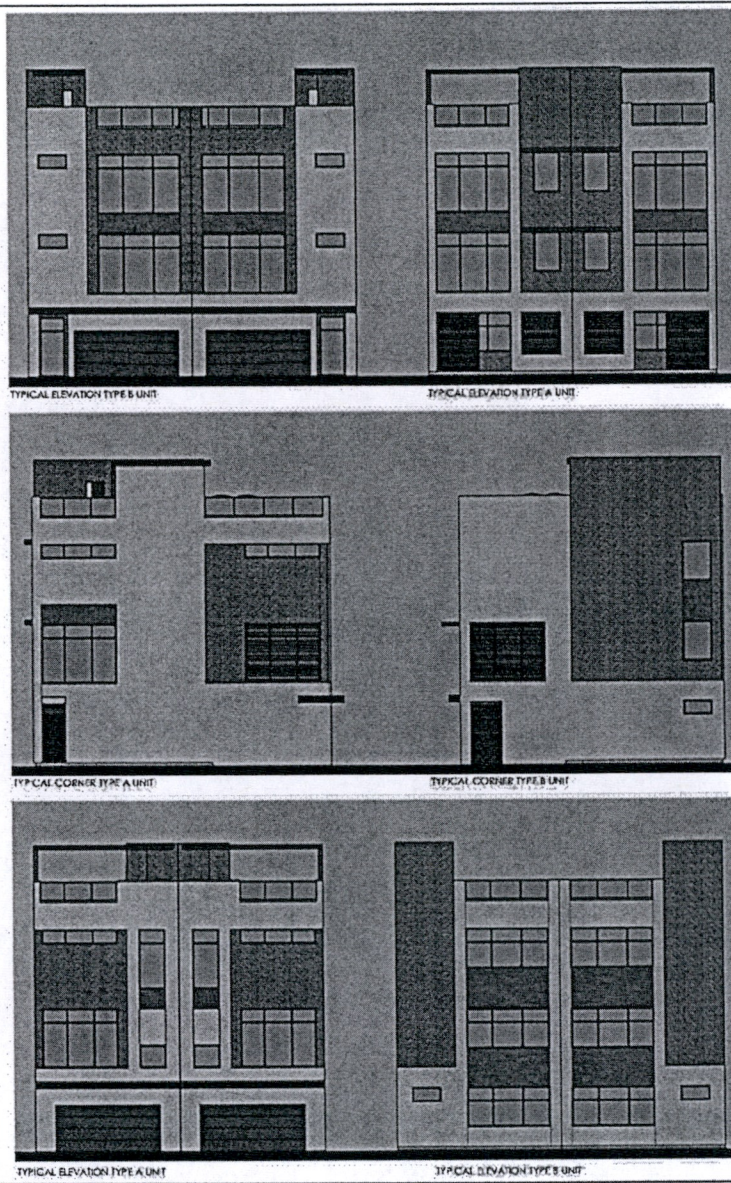 TYPICAL ELEVATION TYPE B UNIT
TYPICAL ELEVATION TYPE A UNIT
TYPICAL CORNER TYPE A UNIT
TYPICAL CORNER TYPE B UNIT
TYPICAL ELEVATION TYPE A UNIT
TYPICAL ELEVATION TYPE B UNIT